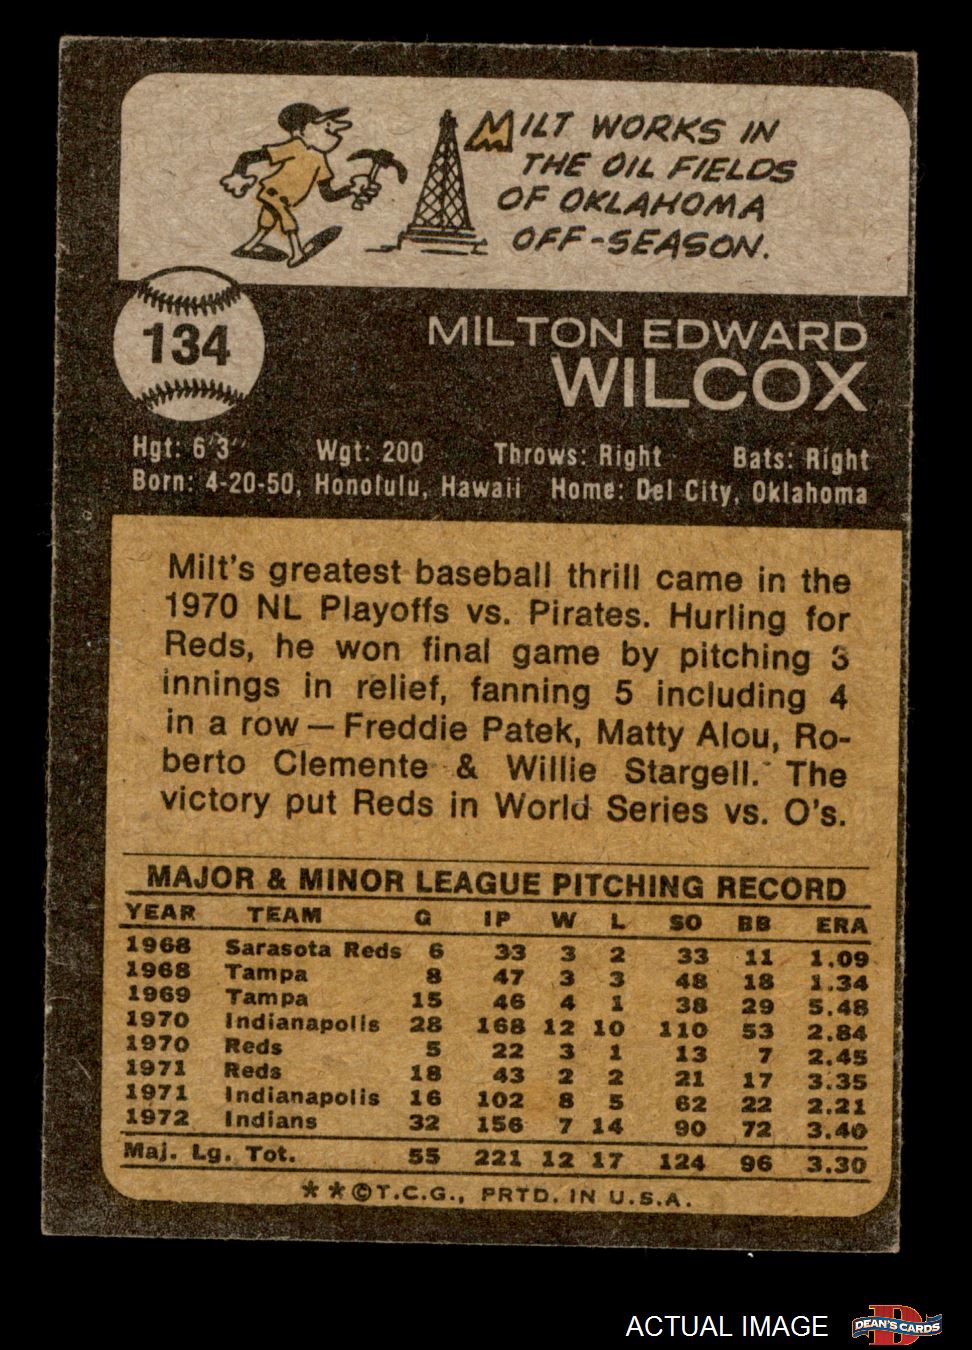 MILT WORKS IN
THE OIL FIELDS
OF OKLAHOMA
OFF-SEASON.
134
MILTON EDWARD
WILCOX
Hgt: 6'3" Wgt: 200 Throws: Right Bats: Right
Born: 4-20-50, Honolulu, Hawaii Home: Del City, Oklahoma
Milt's greatest baseball thrill came in the
1970 NL Playoffs vs. Pirates. Hurling for
Reds, he won final game by pitching 3
innings in relief, fanning 5 including 4
in a row — Freddie Patek, Matty Alou, Ro-
berto Clemente & Willie Stargell. The
victory put Reds in World Series vs. O's.
MAJOR & MINOR LEAGUE PITCHING RECORD
YEAR TEAM G IP W L SO BB ERA
1968 Sarasota Reds 6 33 3 2 33 11 1.09
1968 Tampa 8 47 3 3 48 18 1.34
1969 Tampa 15 46 4 1 38 29 5.48
1970 Indianapolis 28 168 12 10 110 53 2.84
1970 Reds 5 22 3 1 13 7 2.45
1971 Reds 18 43 2 2 21 17 3.35
1971 Indianapolis 16 102 8 5 62 22 2.21
1972 Indians 32 156 7 14 90 72 3.40
Maj. Lg. Tot. 55 221 12 17 124 96 3.30
* * © T.C.G., PRTD. IN U.S.A.
ACTUAL IMAGE
D
DEAN'S CARDS